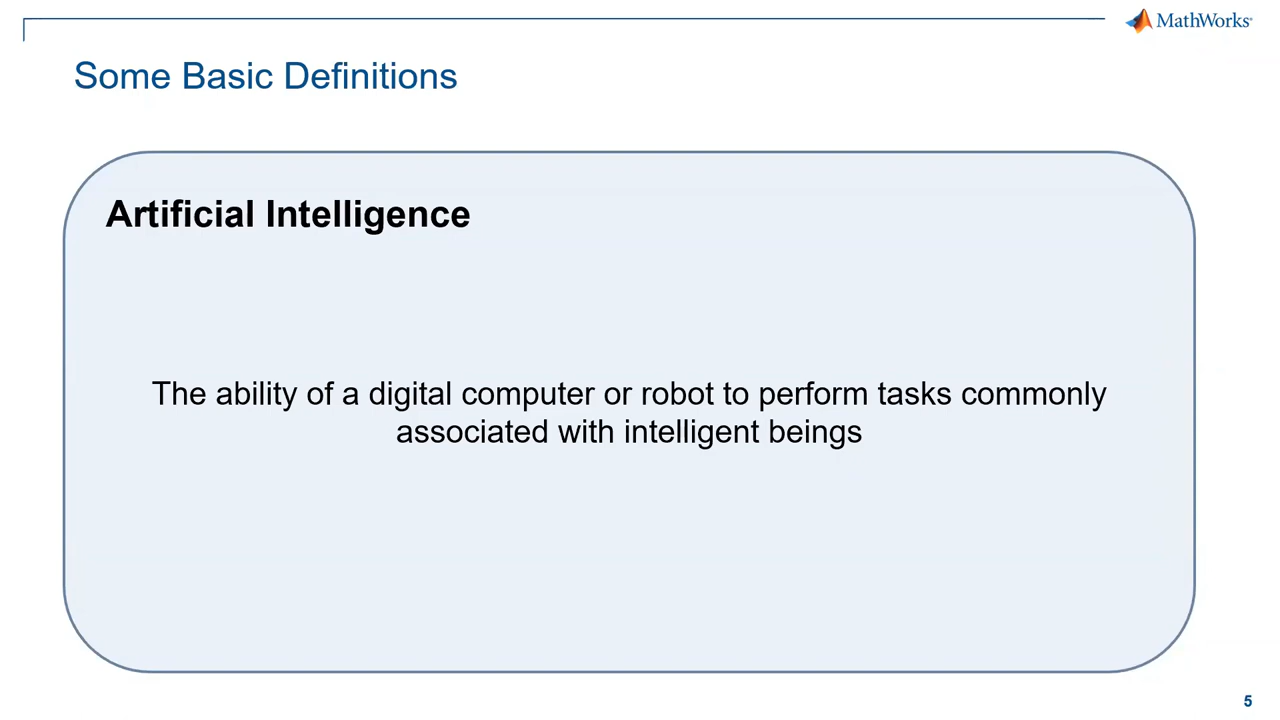 MathWorks®
Some Basic Definitions
Artificial Intelligence
The ability of a digital computer or robot to perform tasks commonly
associated with intelligent beings
5